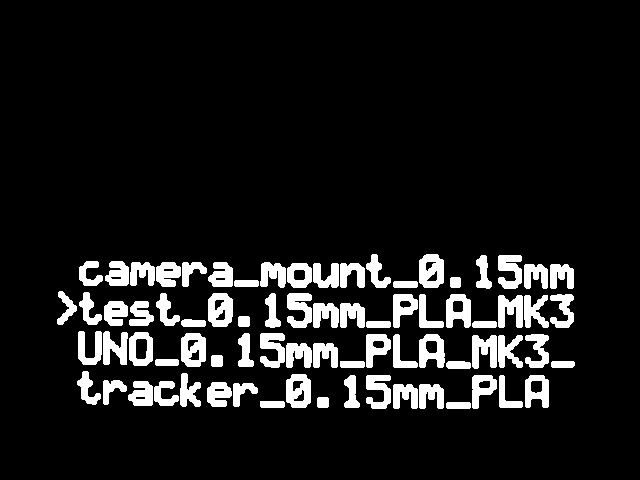 camera_mount_0.15mm
>test_0.15mm_PLA_MK3
UNO_0.15mm_PLA_MK3_
tracker_0.15mm_PLA